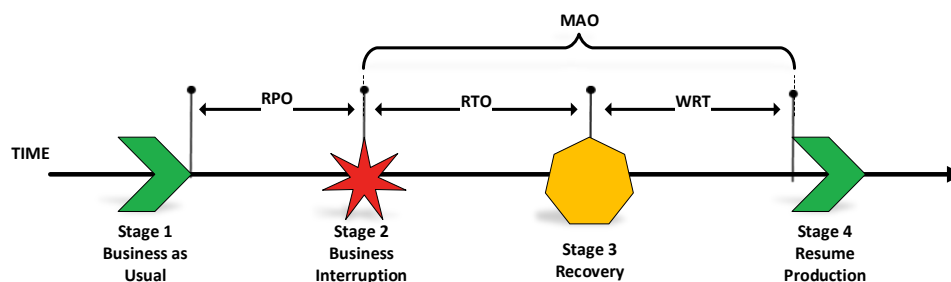 MAO
RPO
RTO
WRT
TIME
Stage 1
Business as
Usual
Stage 2
Business
Interruption
Stage 3
Recovery
Stage 4
Resume
Production